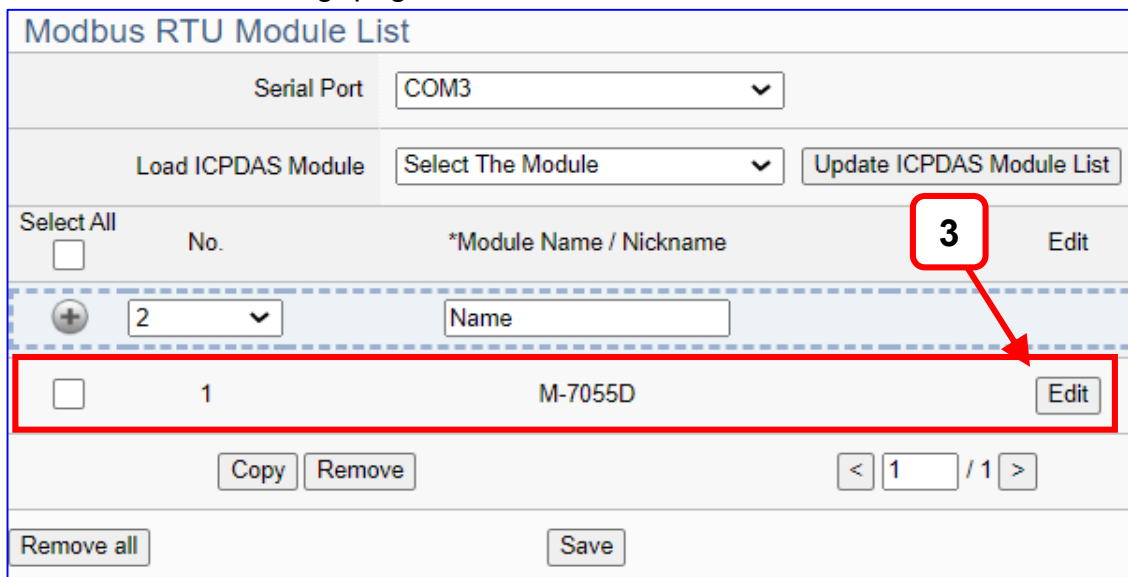 Modbus RTU Module List
Serial Port COM3
Load ICPDAS Module Select The Module Update ICPDAS Module List
Select All No. *Module Name / Nickname 3 Edit
2 Name
1 M-7055D Edit
Copy Remove < 1 / 1 >
Remove all Save